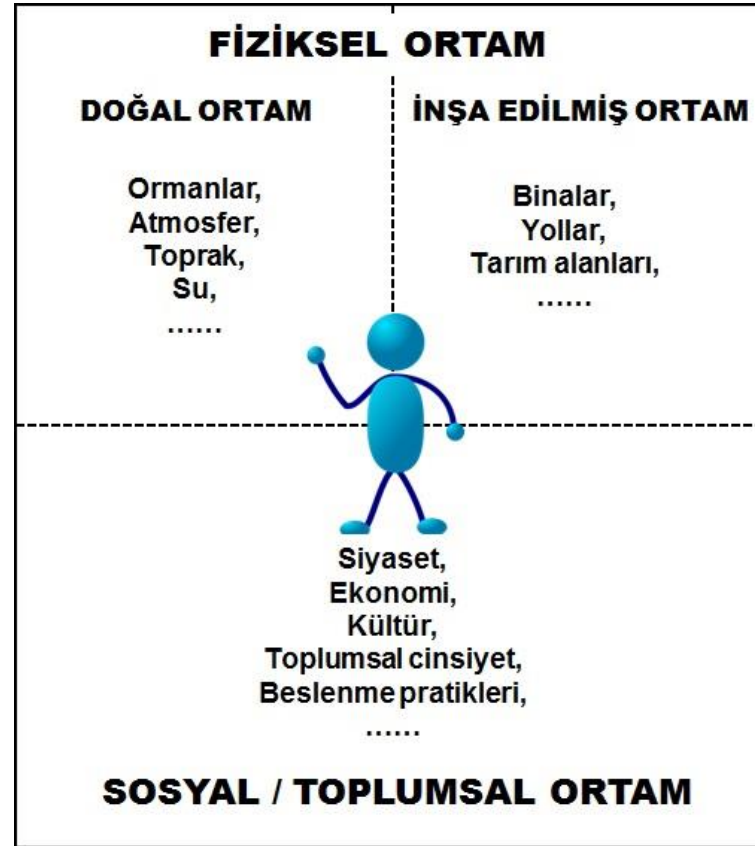 FİZİKSEL ORTAM
DOĞAL ORTAM
Ormanlar,
Atmosfer,
Toprak,
Su,
......
İNŞA EDİLMİŞ ORTAM
Binalar,
Yollar,
Tarım alanları,
......
Siyaset,
Ekonomi,
Kültür,
Toplumsal cinsiyet,
Beslenme pratikleri,
......
SOSYAL / TOPLUMSAL ORTAM